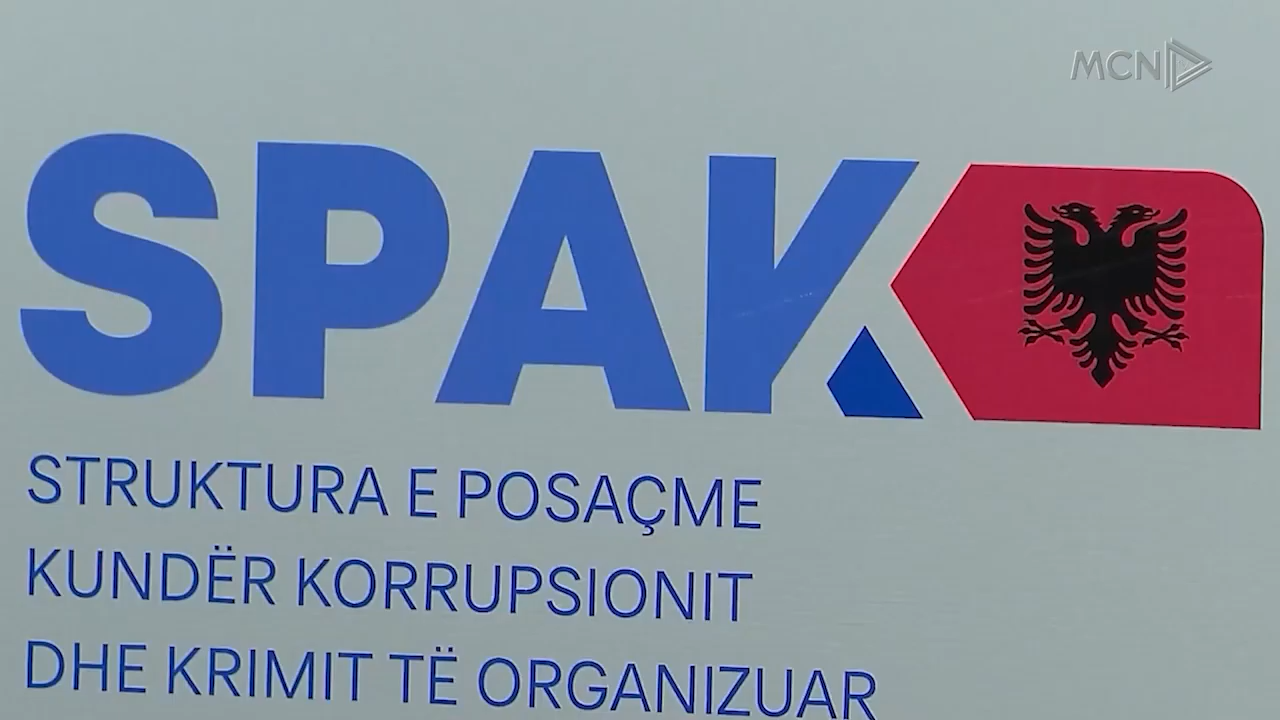 MCN
SPAK
STRUKTURA E POSAÇME
KUNDËR KORRUPSIONIT
DHE KRIMIT TË ORGANIZUAR